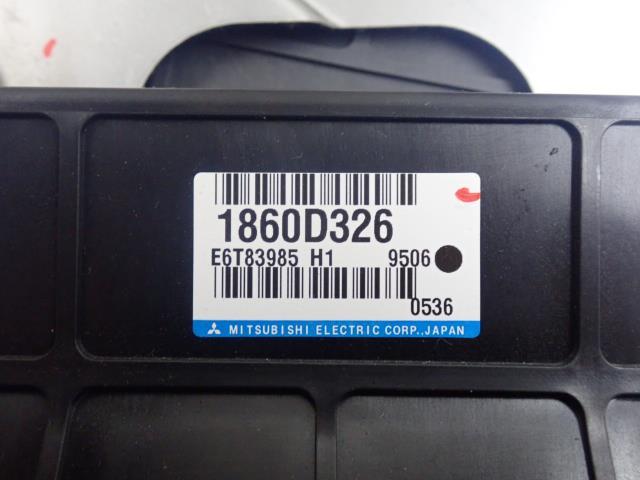 1860D326
E6T83985 H1 9506
0536
MITSUBISHI ELECTRIC CORP., JAPAN